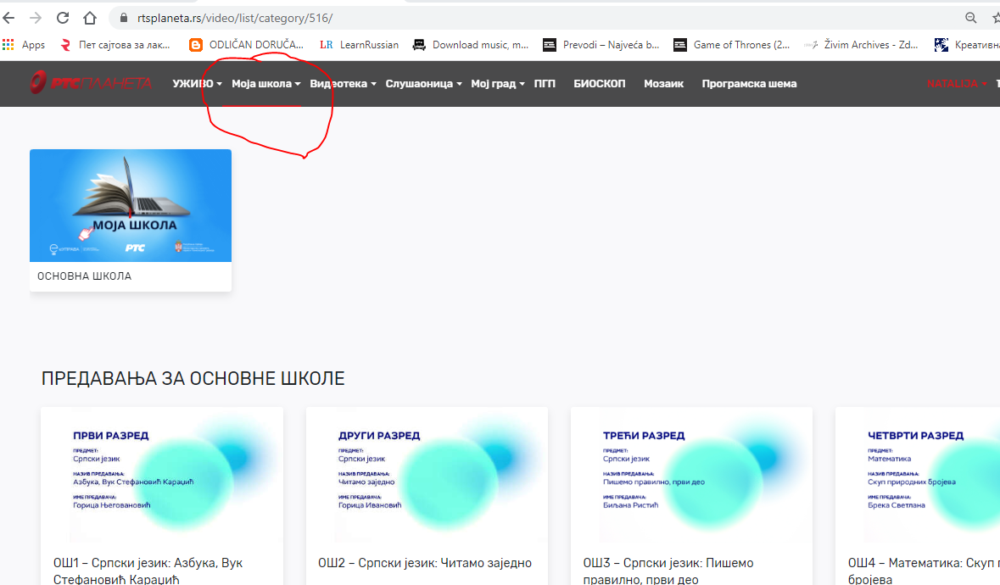 rtsplaneta.rs/video/list/category/516/
Apps Пет сајтова за лак... ODLIČAN DORUČA... LR LearnRussian Download music, m... Prevodi – Najveća b... Game of Thrones (2... Živim Archives - Zd... Креативна
РТСПЛАНЕТА УЖИВО Моја школа Видеотека Слушаоница Мој град ПГП БИОСКОП Мозаик Програмска шема NATALIJA
МОЈА ШКОЛА
РТС
ОСНОВНА ШКОЛА
ПРЕДАВАЊА ЗА ОСНОВНЕ ШКОЛЕ
ПРВИ РАЗРЕД
ПРЕДМЕТ:
Српски језик
НАЗИВ ПРЕДАВАЊА:
Азбука, Вук Стефановић Караџић
ИМЕ ПРЕДАВАЧА:
Горица Његовановић
ОШ1 – Српски језик: Азбука, Вук
Стефановић Караџић
ДРУГИ РАЗРЕД
ПРЕДМЕТ:
Српски језик
НАЗИВ ПРЕДАВАЊА:
Читамо заједно
ИМЕ ПРЕДАВАЧА:
Горица Ивановић
ОШ2 – Српски језик: Читамо заједно
ТРЕЋИ РАЗРЕД
ПРЕДМЕТ:
Српски језик
НАЗИВ ПРЕДАВАЊА:
Пишемо правилно, први део
ИМЕ ПРЕДАВАЧА:
Биљана Ристић
ОШ3 – Српски језик: Пишемо
правилно, први део
ЧЕТВРТИ РАЗРЕД
ПРЕДМЕТ:
Математика
НАЗИВ ПРЕДАВАЊА:
Скуп природних бројева
ИМЕ ПРЕДАВАЧА:
Брека Светлана
ОШ4 – Математика: Скуп
бројева